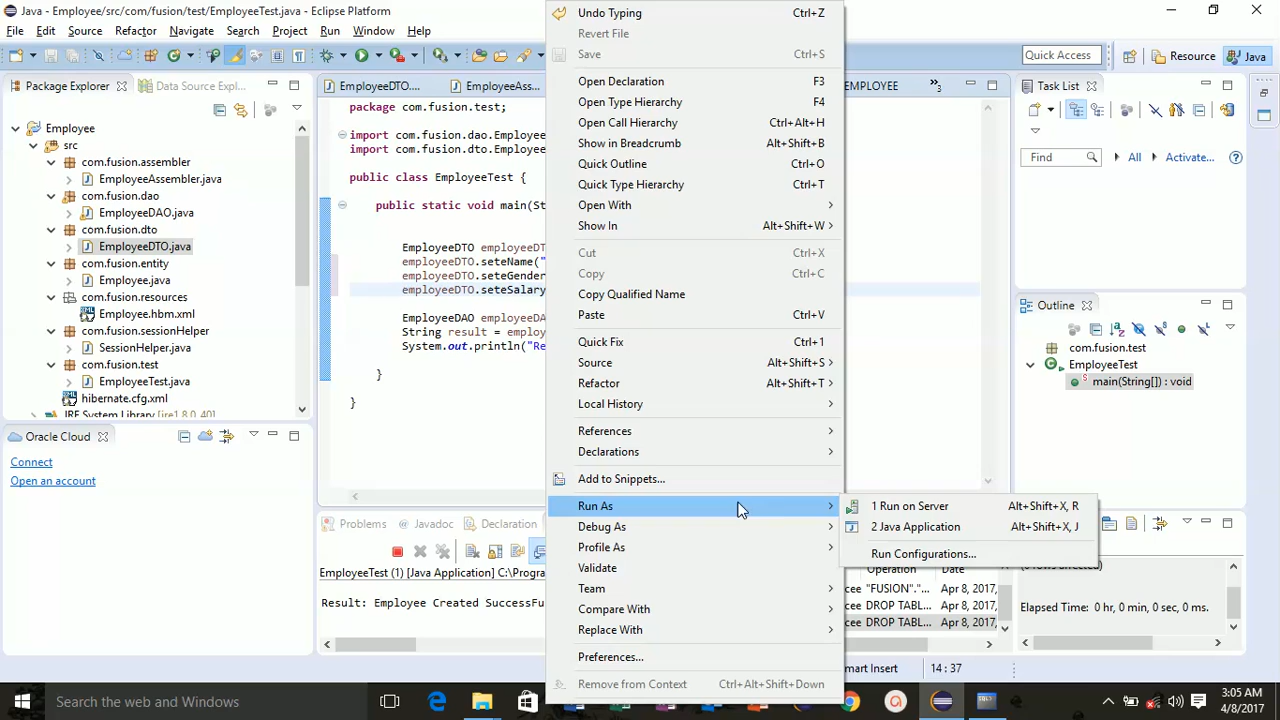 Java - Employee/src/com/fusion/test/EmployeeTest.java - Eclipse Platform
File Edit Source Refactor Navigate Search Project Run Window
Quick Access
Resource
Java
Package Explorer
Data Source Expl...
Employee
src
com.fusion.assembler
EmployeeAssembler.java
com.fusion.dao
EmployeeDAO.java
com.fusion.dto
EmployeeDTO.java
com.fusion.entity
Employee.java
com.fusion.resources
Employee.hbm.xml
com.fusion.sessionHelper
SessionHelper.java
com.fusion.test
EmployeeTest.java
hibernate.cfg.xml
JRE System Library [jre1.8.0_40]
Oracle Cloud
Connect
Open an account
EmployeeDTO....
EmployeeAss...
EMPLOYEE
»3
package com.fusion.test;
import com.fusion.dao.Employee
import com.fusion.dto.Employee
public class EmployeeTest {
public static void main(St
EmployeeDTO employeeDT
employeeDTO.seteName("
employeeDTO.seteGender
employeeDTO.seteSalary
EmployeeDAO employeeDA
String result = employ
System.out.println("Re
}
}
Undo Typing Ctrl+Z
Revert File
Save Ctrl+S
Open Declaration F3
Open Type Hierarchy F4
Open Call Hierarchy Ctrl+Alt+H
Show in Breadcrumb Alt+Shift+B
Quick Outline Ctrl+O
Quick Type Hierarchy Ctrl+T
Open With
Show In Alt+Shift+W
Cut Ctrl+X
Copy Ctrl+C
Copy Qualified Name
Paste Ctrl+V
Quick Fix Ctrl+1
Source Alt+Shift+S
Refactor Alt+Shift+T
Local History
References
Declarations
Add to Snippets...
Run As
Debug As
Profile As
Validate
Team
Compare With
Replace With
Preferences...
Remove from Context Ctrl+Alt+Shift+Down
1 Run on Server Alt+Shift+X, R
2 Java Application Alt+Shift+X, J
Run Configurations...
Task List
Find
All
Activate...
Outline
com.fusion.test
EmployeeTest
main(String[]) : void
Problems
Javadoc
Declaration
EmployeeTest (1) [Java Application] C:\Progra
Result: Employee Created SuccessFu
Operation Date
cee "FUSION"."... Apr 8, 2017,
cee DROP TABL... Apr 8, 2017,
cee DROP TABL... Apr 8, 2017,
Elapsed Time: 0 hr, 0 min, 0 sec, 0 ms.
mart Insert
14 : 37
Search the web and Windows
3:05 AM
4/8/2017